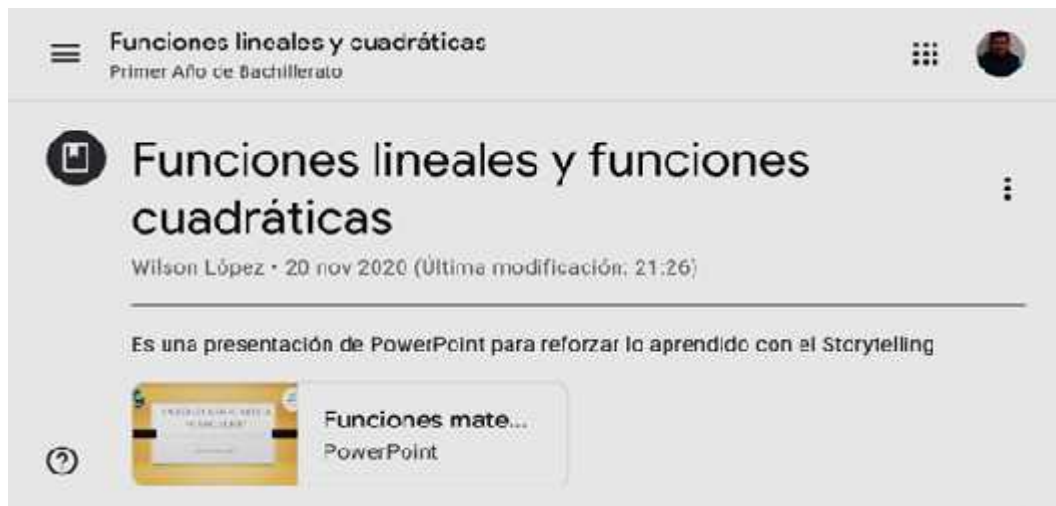 Funciones lineales y cuadráticas
Primer Año de Bachillerato
Funciones lineales y funciones
cuadráticas
Wilson López • 20 nov 2020 (Última modificación: 21:26)
Es una presentación de PowerPoint para reforzar lo aprendido con el Storytelling
Funciones mate...
PowerPoint